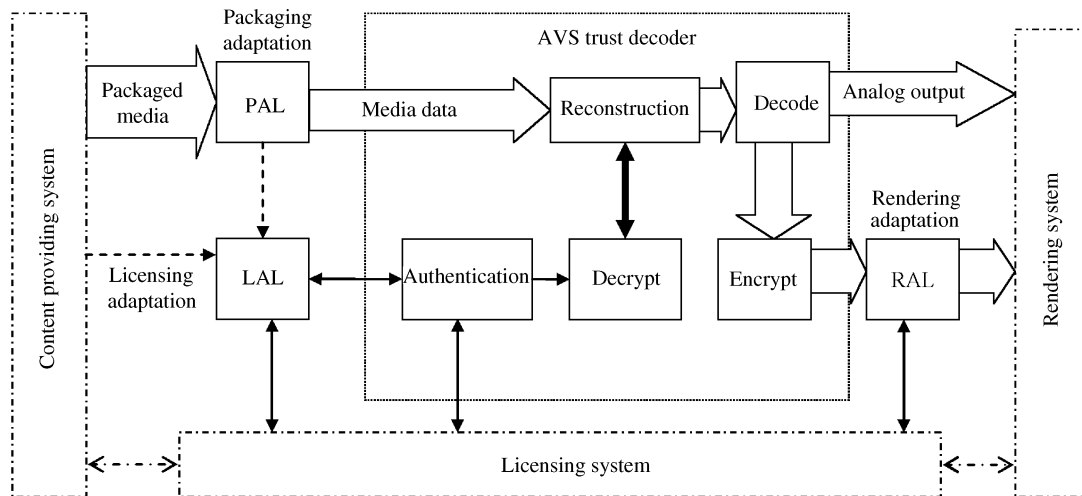 Packaging
adaptation
AVS trust decoder
Packaged
media
PAL
Media data
Reconstruction
Decode
Analog output
Content providing system
Rendering system
Licensing
adaptation
LAL
Authentication
Decrypt
Encrypt
Rendering
adaptation
RAL
Licensing system